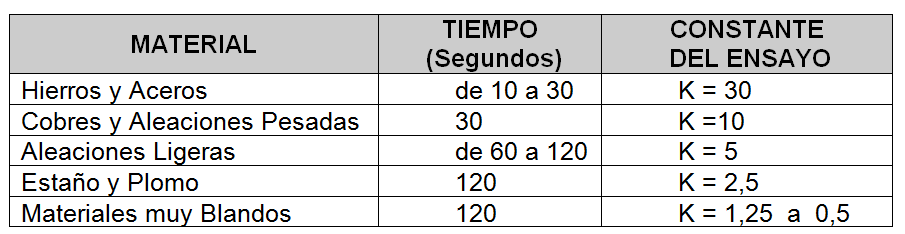 MATERIAL TIEMPO (Segundos) CONSTANTE DEL ENSAYO
Hierros y Aceros de 10 a 30 K = 30
Cobres y Aleaciones Pesadas 30 K =10
Aleaciones Ligeras de 60 a 120 K = 5
Estaño y Plomo 120 K = 2,5
Materiales muy Blandos 120 K = 1,25 a 0,5